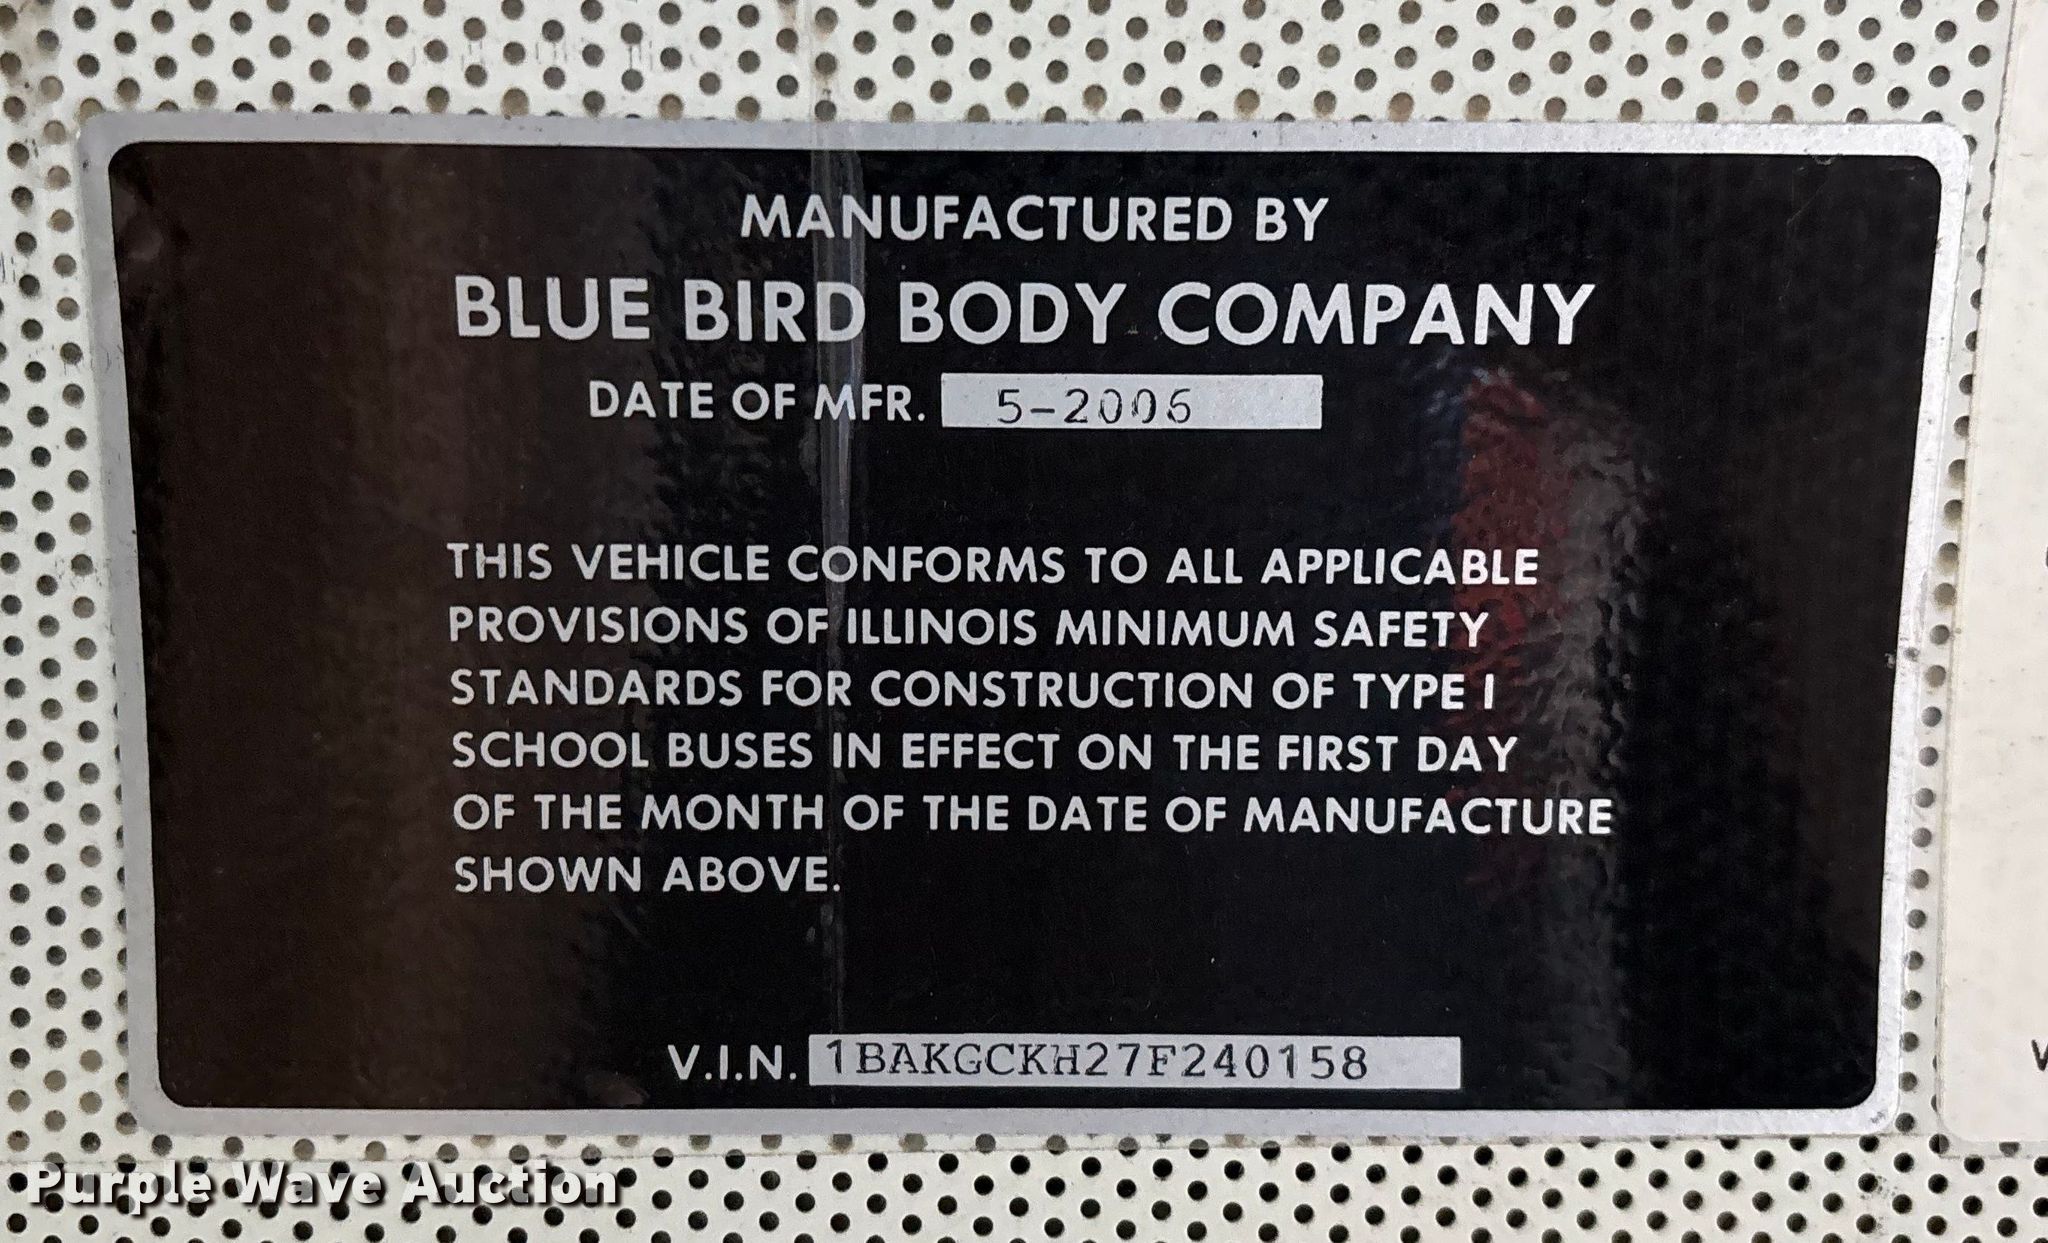 MANUFACTURED BY
BLUE BIRD BODY COMPANY
DATE OF MFR. 5-2006
THIS VEHICLE CONFORMS TO ALL APPLICABLE
PROVISIONS OF ILLINOIS MINIMUM SAFETY
STANDARDS FOR CONSTRUCTION OF TYPE I
SCHOOL BUSES IN EFFECT ON THE FIRST DAY
OF THE MONTH OF THE DATE OF MANUFACTURE
SHOWN ABOVE.
V.I.N. 1BAKGCKH27F240158
Purple Wave Auction